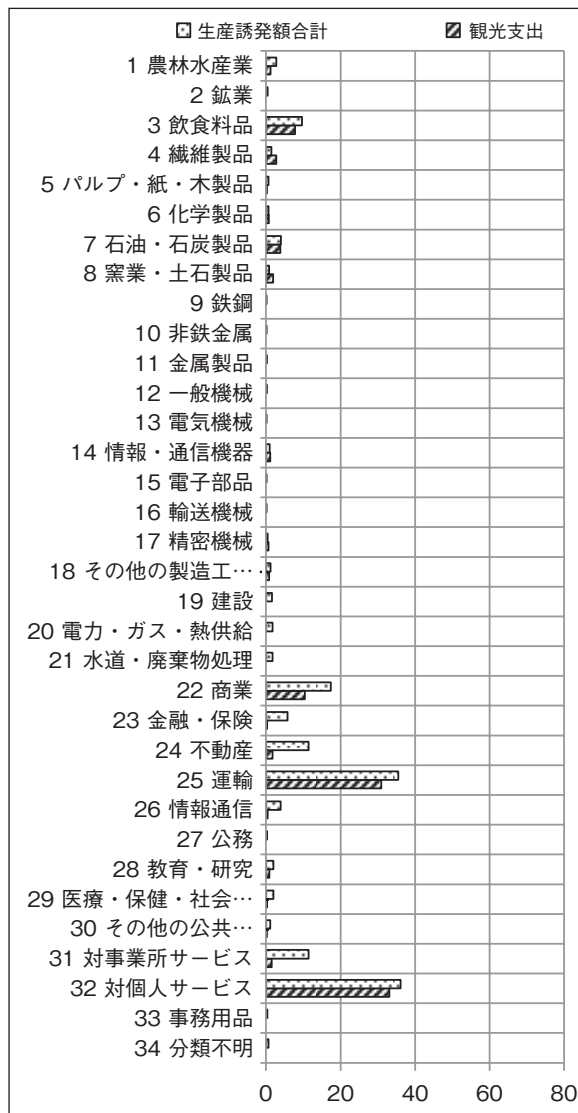 生産誘発額合計 観光支出
1 農林水産業
2 鉱業
3 飲食料品
4 繊維製品
5 パルプ・紙・木製品
6 化学製品
7 石油・石炭製品
8 窯業・土石製品
9 鉄鋼
10 非鉄金属
11 金属製品
12 一般機械
13 電気機械
14 情報・通信機器
15 電子部品
16 輸送機械
17 精密機械
18 その他の製造工…
19 建設
20 電力・ガス・熱供給
21 水道・廃棄物処理
22 商業
23 金融・保険
24 不動産
25 運輸
26 情報通信
27 公務
28 教育・研究
29 医療・保健・社会…
30 その他の公共…
31 対事業所サービス
32 対個人サービス
33 事務用品
34 分類不明
0 20 40 60 80